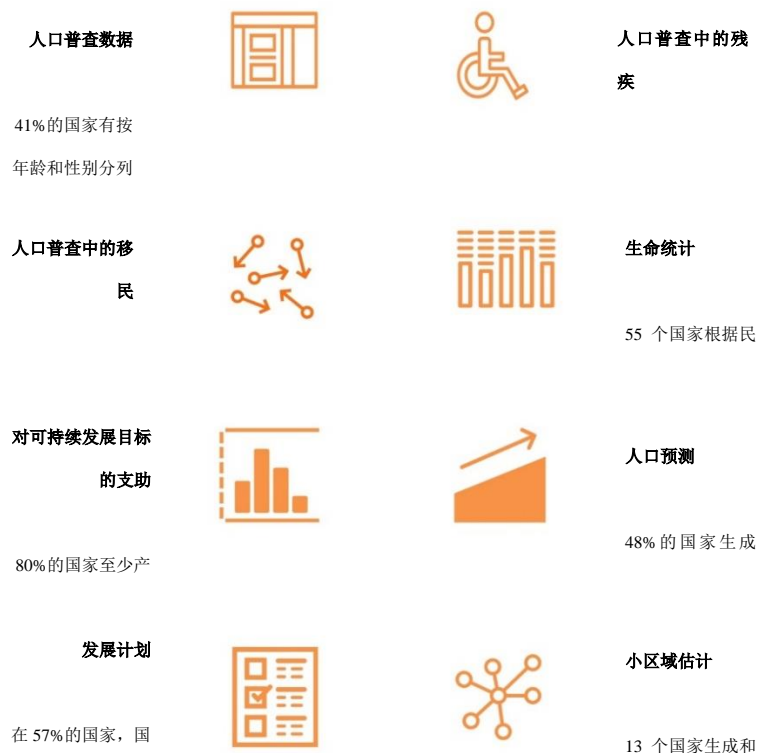 人口普查数据
41%的国家有按
年龄和性别分列
人口普查中的残
疾
人口普查中的移
民
生命统计
55 个国家根据民
对可持续发展目标
的支助
80%的国家至少产
人口预测
48%的国家生成
发展计划
在 57%的国家，国
小区域估计
13 个国家生成和